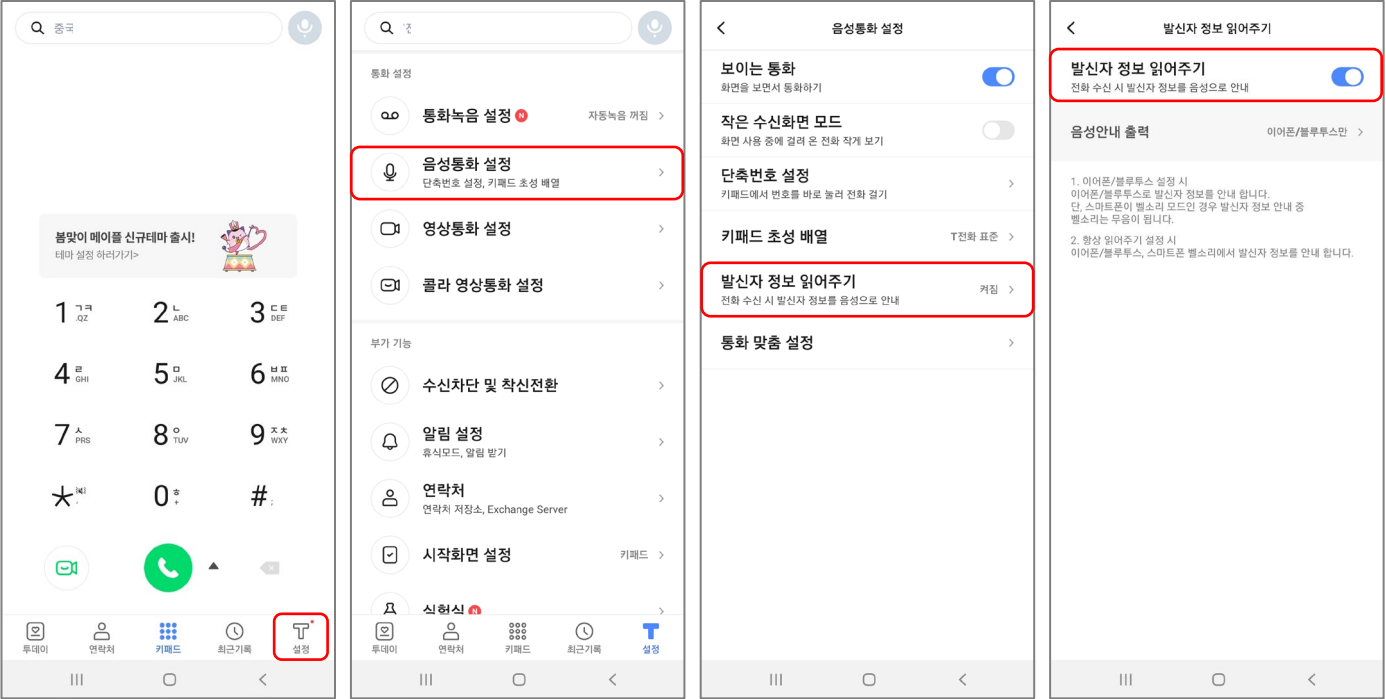 중국
봄맞이 메이플 신규테마 출시!
테마 설정 하러가기>
1 ㄱㅋ .QZ
2 ㄴ ABC
3 ㄷㅌ DEF
4 ㄹ GHI
5 ㅁ JKL
6 ㅂㅍ MNO
7 ㅅ PRS
8 ㅇ TUV
9 ㅈㅊ WXY
*
0 ㅎ +
# ;
투데이
연락처
키패드
최근기록
설정
통화 설정
통화녹음 설정 N
자동녹음 꺼짐 >
음성통화 설정 >
단축번호 설정, 키패드 초성 배열
영상통화 설정 >
콜라 영상통화 설정 >
부가 기능
수신차단 및 착신전환 >
알림 설정 >
휴식모드, 알림 받기
연락처 >
연락처 저장소, Exchange Server
시작화면 설정
키패드 >
실험실 N >
투데이
연락처
키패드
최근기록
설정
음성통화 설정
보이는 통화
화면을 보면서 통화하기
작은 수신화면 모드
화면 사용 중에 걸려 온 전화 작게 보기
단축번호 설정 >
키패드에서 번호를 바로 눌러 전화 걸기
키패드 초성 배열
T전화 표준 >
발신자 정보 읽어주기
켜짐 >
전화 수신 시 발신자 정보를 음성으로 안내
통화 맞춤 설정 >
발신자 정보 읽어주기
발신자 정보 읽어주기
전화 수신 시 발신자 정보를 음성으로 안내
음성안내 출력
이어폰/블루투스만 >
1. 이어폰/블루투스 설정 시
이어폰/블루투스로 발신자 정보를 안내 합니다.
단, 스마트폰이 벨소리 모드인 경우 발신자 정보 안내 중
벨소리는 무음이 됩니다.
2. 항상 읽어주기 설정 시
이어폰/블루투스, 스마트폰 벨소리에서 발신자 정보를 안내 합니다.